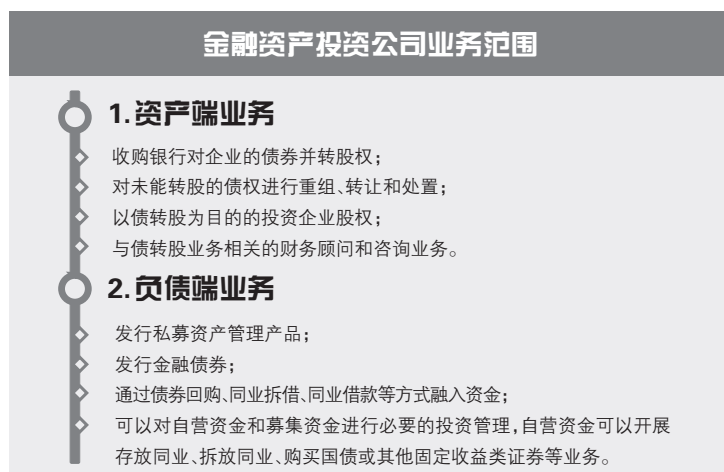 金融资产投资公司业务范围
1.资产端业务
收购银行对企业的债券并转股权；
对未能转股的债权进行重组、转让和处置；
以债转股为目的的投资企业股权；
与债转股业务相关的财务顾问和咨询业务。
2.负债端业务
发行私募资产管理产品；
发行金融债券；
通过债券回购、同业拆借、同业借款等方式融入资金；
可以对自营资金和募集资金进行必要的投资管理，自营资金可以开展
存放同业、拆放同业、购买国债或其他固定收益类证券等业务。